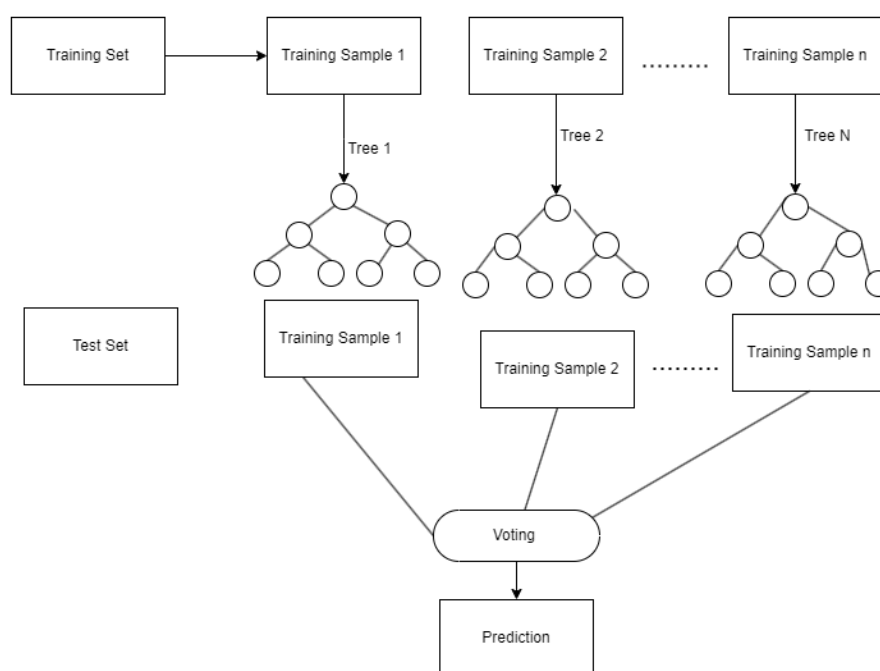 Training Set
Training Sample 1
Training Sample 2
.........
Training Sample n
Tree 1
Tree 2
Tree N
Test Set
Training Sample 1
Training Sample 2
.........
Training Sample n
Voting
Prediction